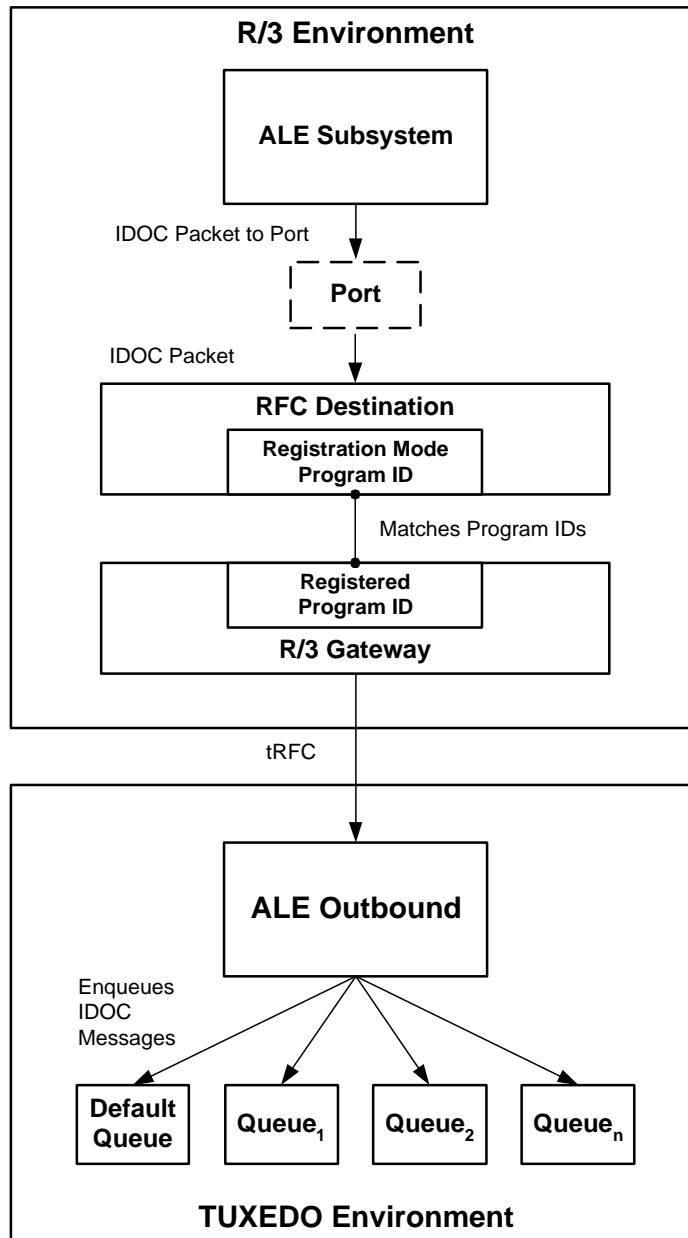 R/3 Environment
ALE Subsystem
IDOC Packet to Port
Port
IDOC Packet
RFC Destination
Registration Mode
Program ID
Matches Program IDs
Registered
Program ID
R/3 Gateway
tRFC
ALE Outbound
Enqueues
IDOC
Messages
Default
Queue
Queue1
Queue2
Queuen
TUXEDO Environment